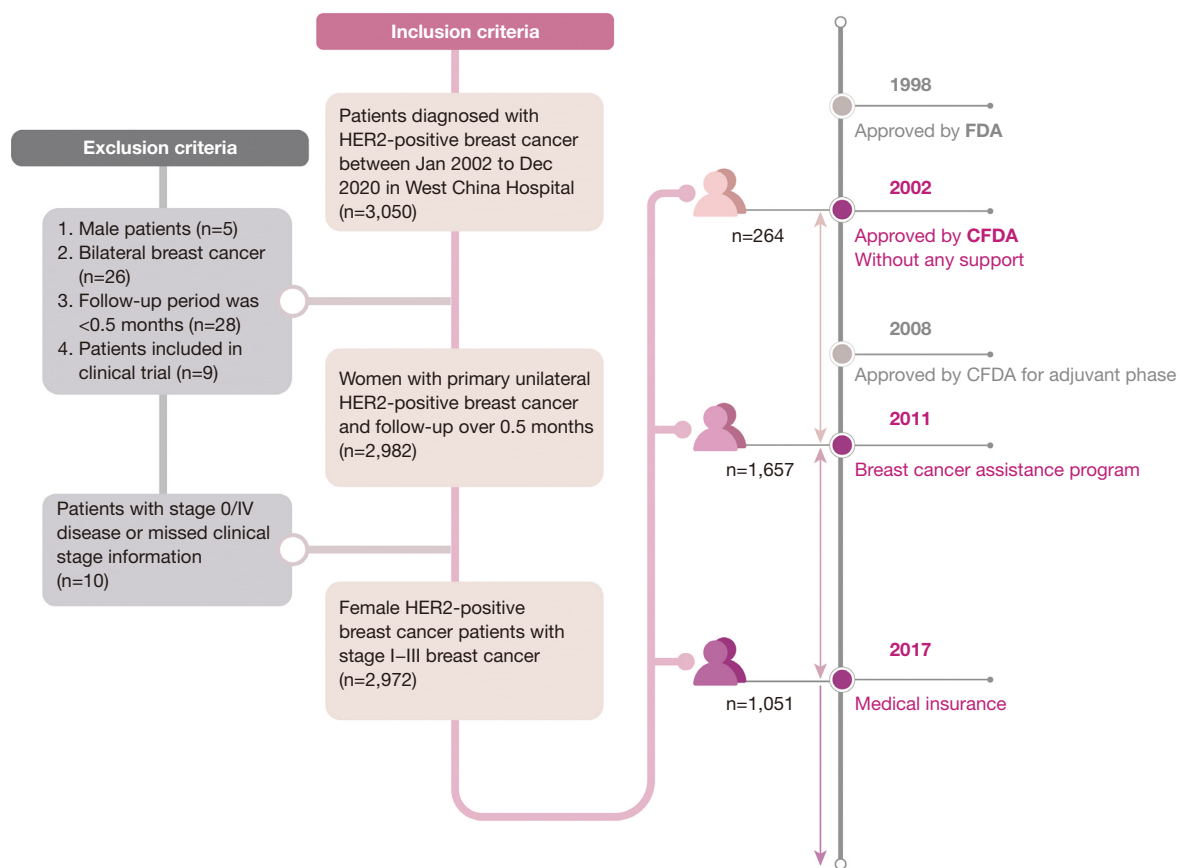 Inclusion criteria
Patients diagnosed with
HER2-positive breast cancer
between Jan 2002 to Dec
2020 in West China Hospital
(n=3,050)
Exclusion criteria
1. Male patients (n=5)
2. Bilateral breast cancer
(n=26)
3. Follow-up period was
<0.5 months (n=28)
4. Patients included in
clinical trial (n=9)
Women with primary unilateral
HER2-positive breast cancer
and follow-up over 0.5 months
(n=2,982)
Patients with stage 0/IV
disease or missed clinical
stage information
(n=10)
Female HER2-positive
breast cancer patients with
stage I–III breast cancer
(n=2,972)
1998
Approved by FDA
2002
n=264
Approved by CFDA
Without any support
2008
Approved by CFDA for adjuvant phase
2011
n=1,657
Breast cancer assistance program
2017
n=1,051
Medical insurance